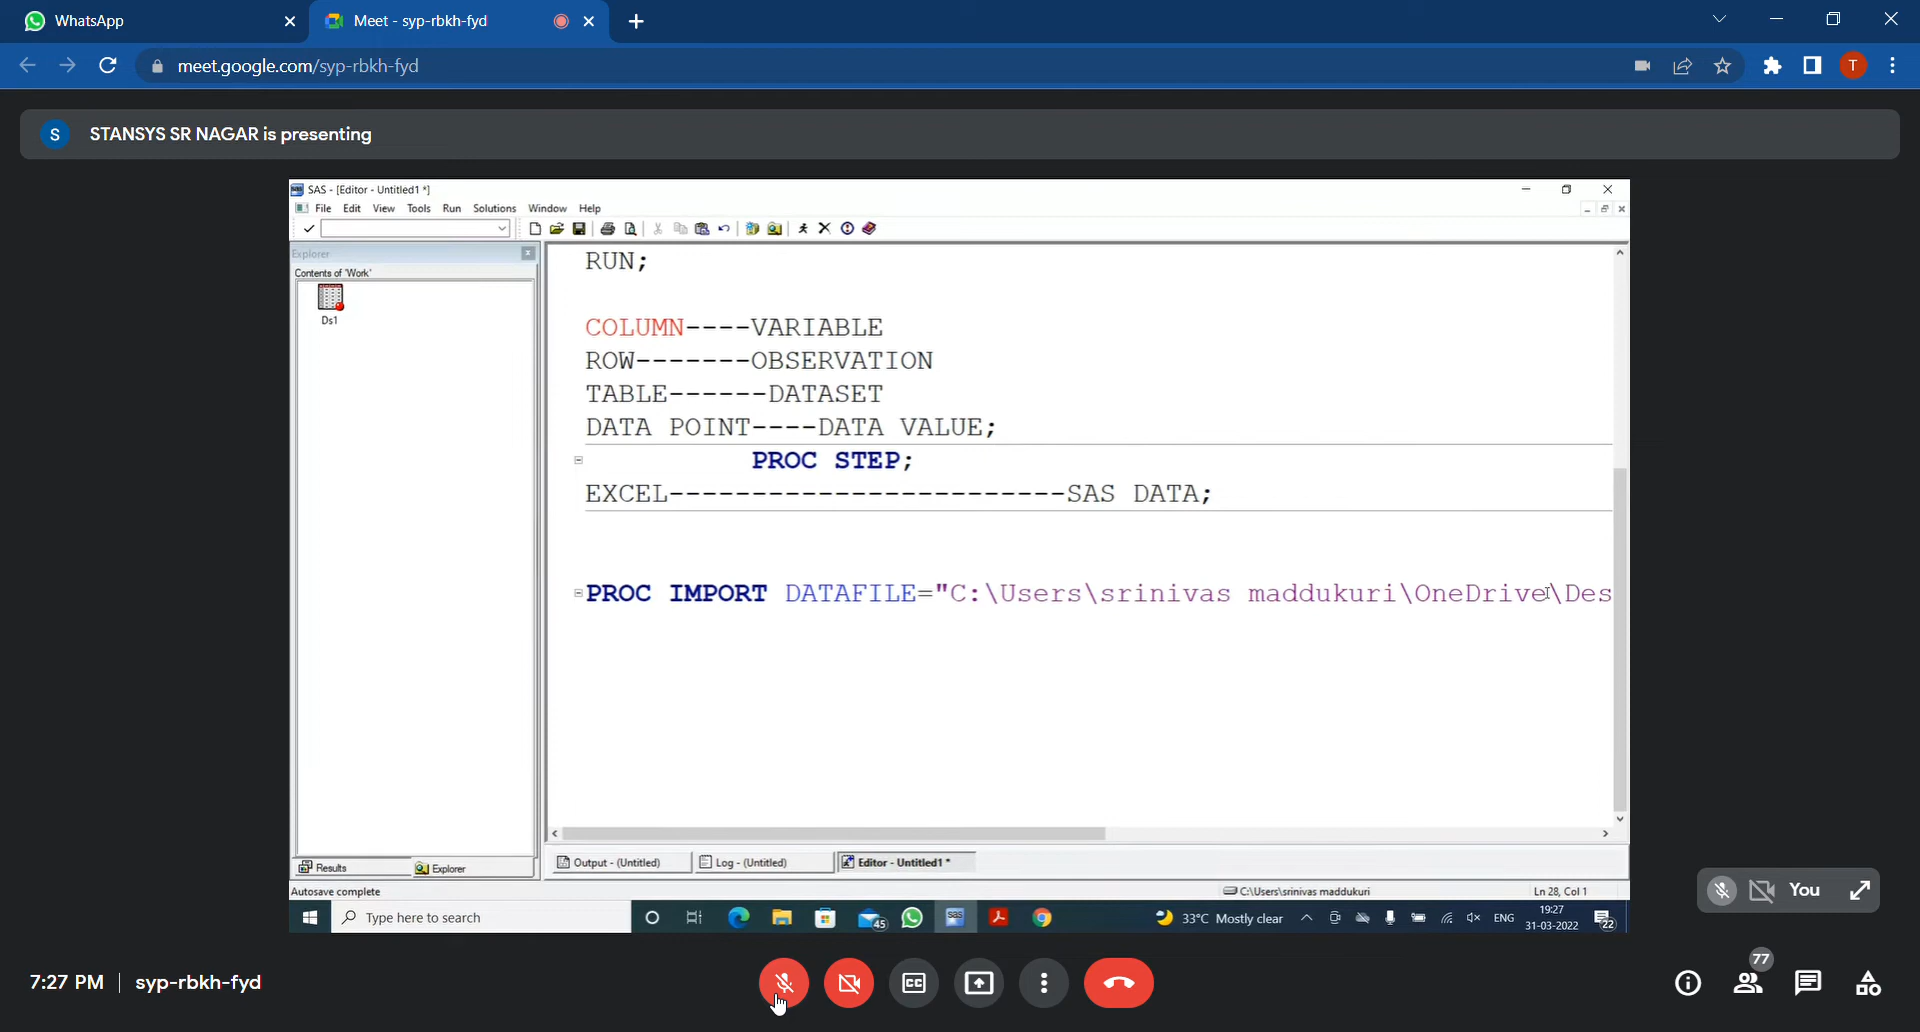 WhatsApp
Meet - syp-rbkh-fyd
meet.google.com/syp-rbkh-fyd
T
S STANSYS SR NAGAR is presenting
SAS - [Editor - Untitled1 *]
File Edit View Tools Run Solutions Window Help
Explorer
Contents of 'Work'
Ds1
RUN;
COLUMN----VARIABLE
ROW-------OBSERVATION
TABLE------DATASET
DATA POINT----DATA VALUE;
PROC STEP;
EXCEL------------------------SAS DATA;
PROC IMPORT DATAFILE="C:\Users\srinivas maddukuri\OneDrive\Des
Results Explorer
Output - (Untitled) Log - (Untitled) Editor - Untitled1 *
Autosave complete C:\Users\srinivas maddukuri Ln 28, Col 1
Type here to search 45 sas 33°C Mostly clear ENG 19:27 31-03-2022 22
You
7:27 PM | syp-rbkh-fyd
CC
77